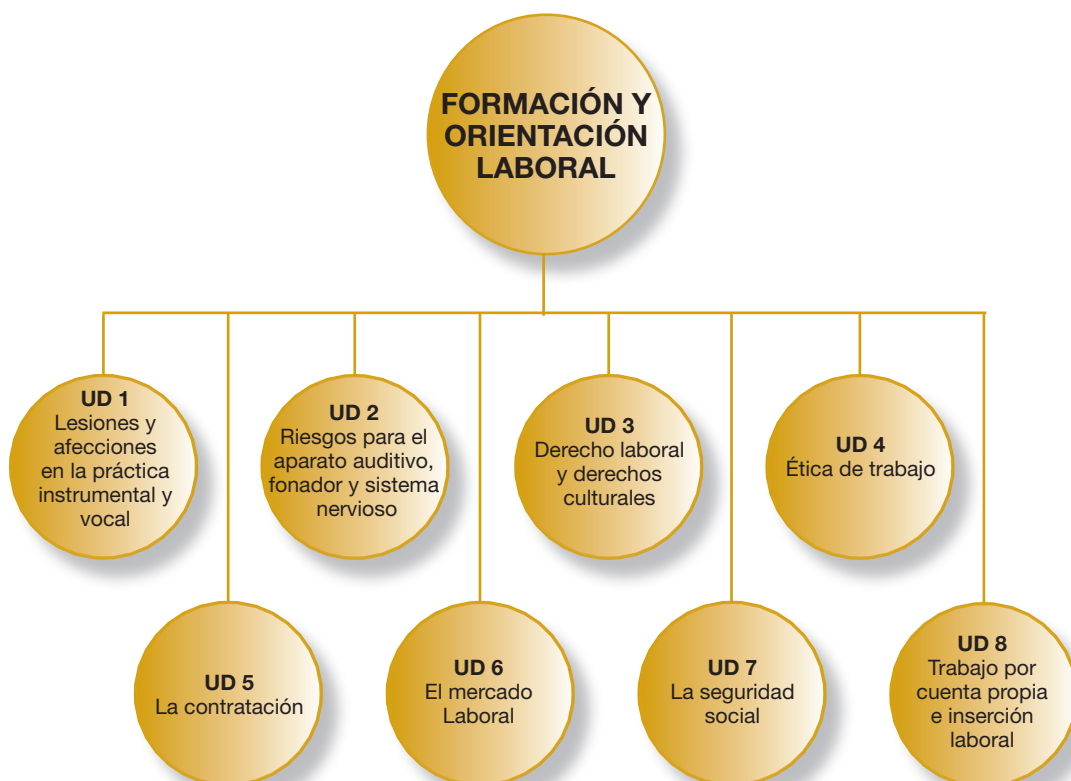 FORMACIÓN Y
ORIENTACIÓN
LABORAL
UD 1
Lesiones y
afecciones
en la práctica
instrumental y
vocal
UD 2
Riesgos para el
aparato auditivo,
fonador y sistema
nervioso
UD 3
Derecho laboral
y derechos
culturales
UD 4
Ética de trabajo
UD 5
La contratación
UD 6
El mercado
Laboral
UD 7
La seguridad
social
UD 8
Trabajo por
cuenta propia
e inserción
laboral